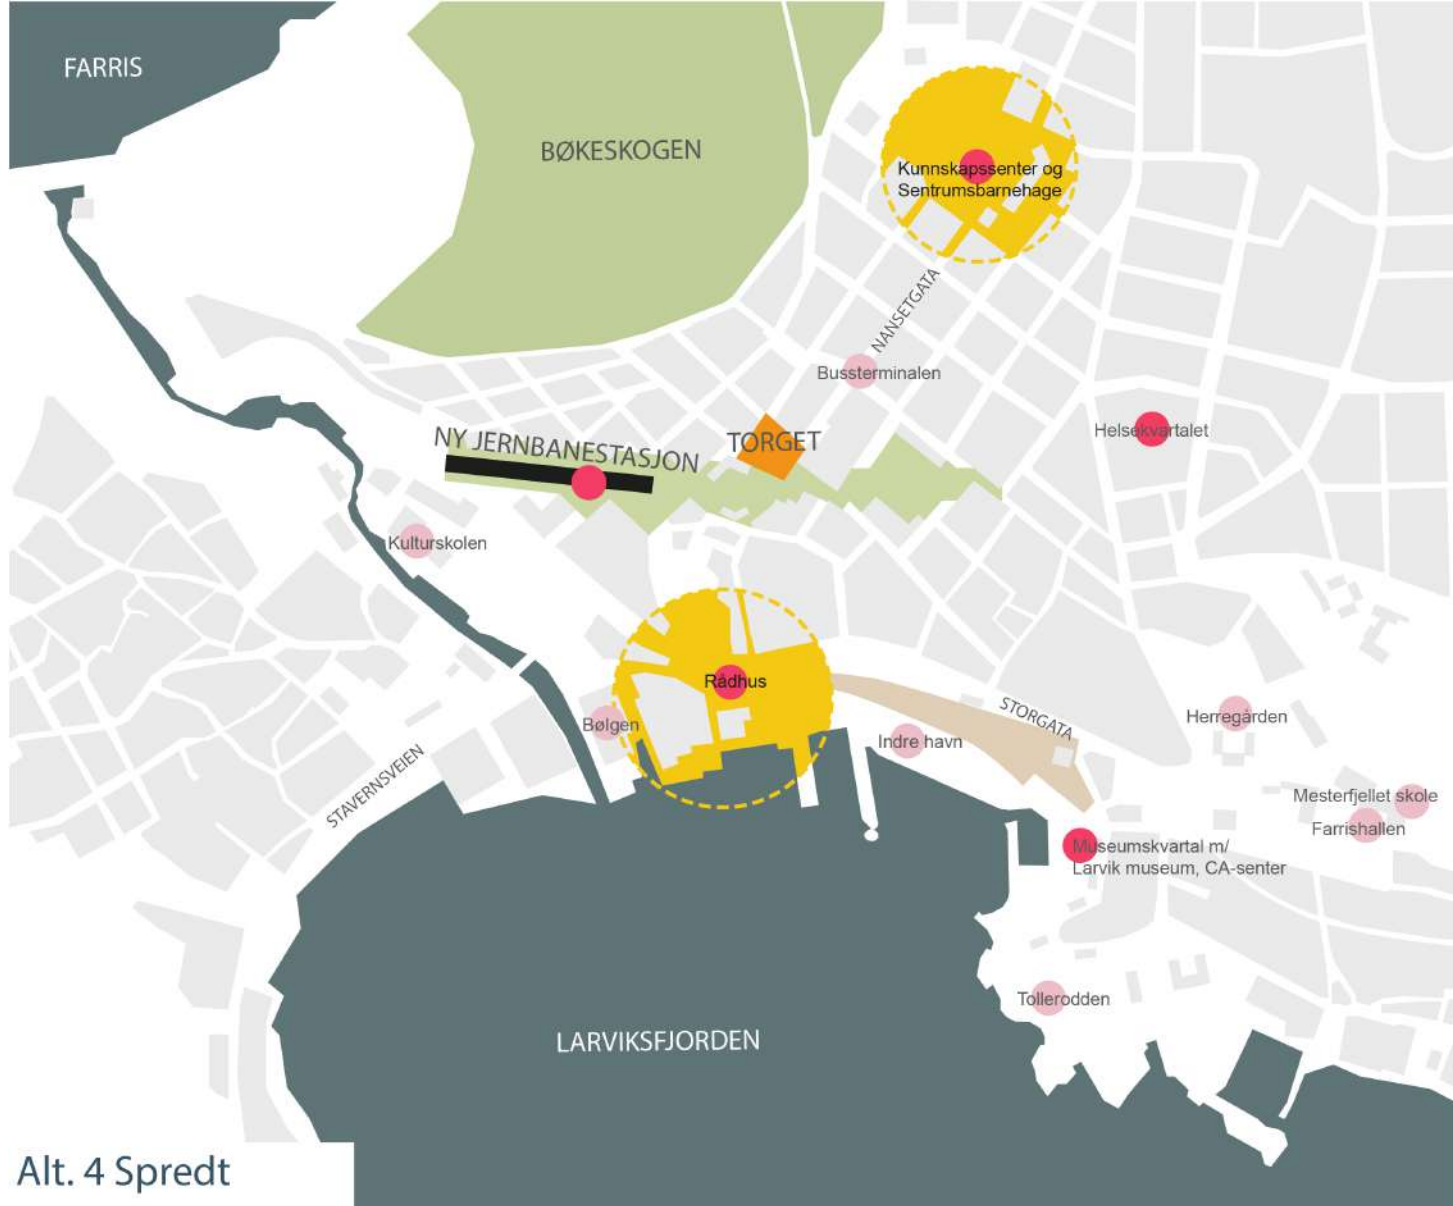 FARRIS
BØKESKOGEN
Kunnskapssenter og
Sentrumsbarnehage
NANSETGATA
Bussterminalen
Helsekvartalet
NY JERNBANESTASJON
TORGET
Kulturskolen
Rådhus
Bølgen
STORGATA
Indre havn
Herregården
STAVERNSVEIEN
Mesterfjellet skole
Farrishallen
Museumskvartal m/
Larvik museum, CA-senter
Tollerodden
LARVIKSFJORDEN
Alt. 4 Spredt